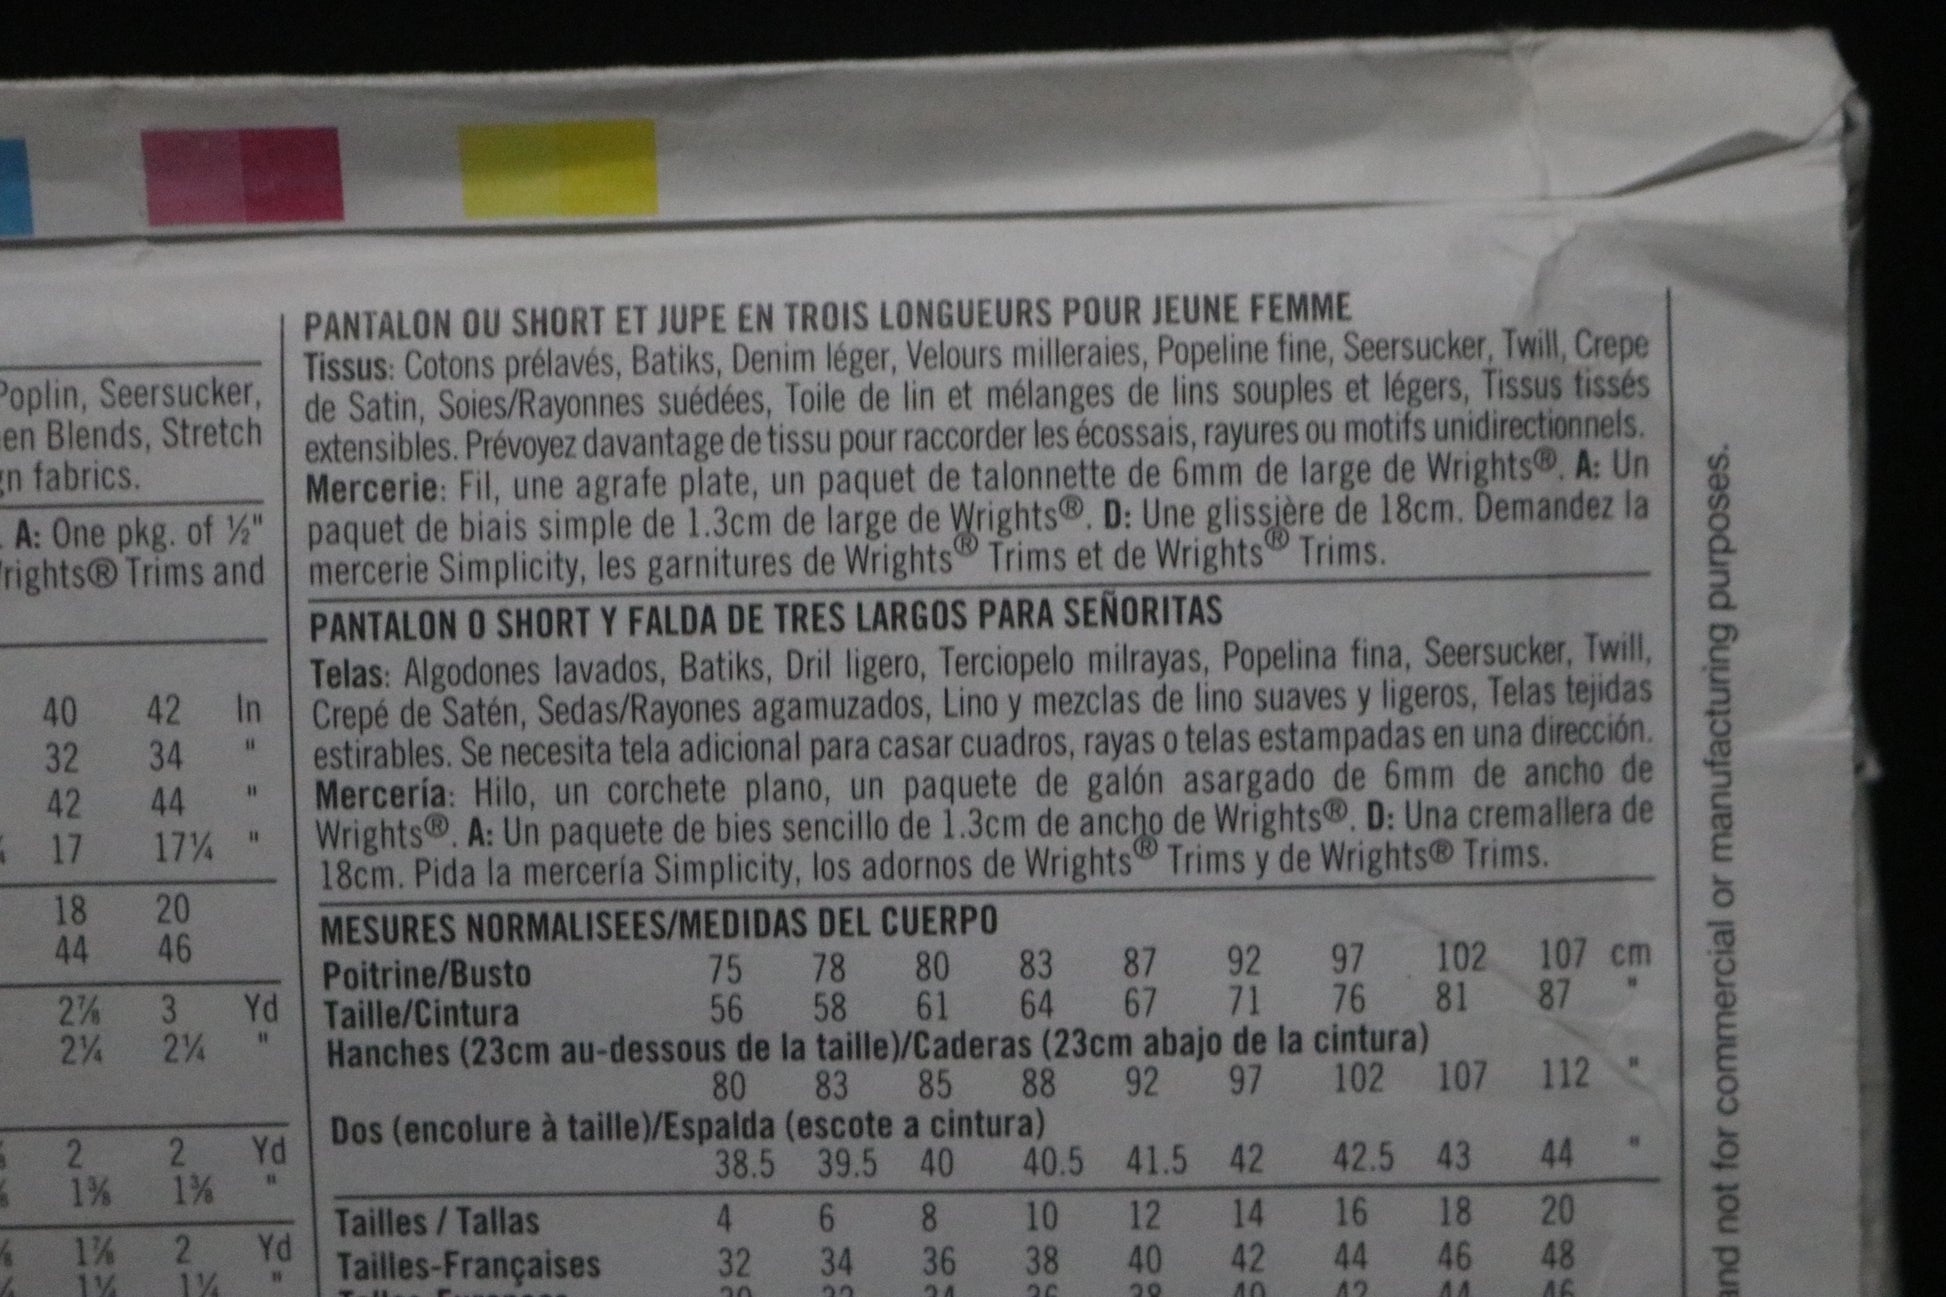 Poplin, Seersucker,
en Blends, Stretch
gn fabrics.
A: One pkg. of ½"
rights® Trims and
40 42 In
32 34 "
42 44 "
17 17¼ "
18 20
44 46
2⅞ 3 Yd
2¼ 2¼ "
2 2 Yd
1⅜ 1⅜ "
1⅞ 2 Yd
1¼ 1¼ "
PANTALON OU SHORT ET JUPE EN TROIS LONGUEURS POUR JEUNE FEMME
Tissus: Cotons prélavés, Batiks, Denim léger, Velours milleraies, Popeline fine, Seersucker, Twill, Crepe
de Satin, Soies/Rayonnes suédées, Toile de lin et mélanges de lins souples et légers, Tissus tissés
extensibles. Prévoyez davantage de tissu pour raccorder les écossais, rayures ou motifs unidirectionnels.
Mercerie: Fil, une agrafe plate, un paquet de talonnette de 6mm de large de Wrights®. A: Un
paquet de biais simple de 1.3cm de large de Wrights®. D: Une glissière de 18cm. Demandez la
mercerie Simplicity, les garnitures de Wrights® Trims et de Wrights® Trims.
PANTALON O SHORT Y FALDA DE TRES LARGOS PARA SEÑORITAS
Telas: Algodones lavados, Batiks, Dril ligero, Terciopelo milrayas, Popelina fina, Seersucker, Twill,
Crepé de Satén, Sedas/Rayones agamuzados, Lino y mezclas de lino suaves y ligeros, Telas tejidas
estirables. Se necesita tela adicional para casar cuadros, rayas o telas estampadas en una dirección.
Mercería: Hilo, un corchete plano, un paquete de galón asargado de 6mm de ancho de
Wrights®. A: Un paquete de bies sencillo de 1.3cm de ancho de Wrights®. D: Una cremallera de
18cm. Pida la mercería Simplicity, los adornos de Wrights® Trims y de Wrights® Trims.
MESURES NORMALISEES/MEDIDAS DEL CUERPO
Poitrine/Busto 75 78 80 83 87 92 97 102 107 cm
Taille/Cintura 56 58 61 64 67 71 76 81 87 "
Hanches (23cm au-dessous de la taille)/Caderas (23cm abajo de la cintura)
80 83 85 88 92 97 102 107 112 "
Dos (encolure à taille)/Espalda (escote a cintura)
38.5 39.5 40 40.5 41.5 42 42.5 43 44 "
Tailles / Tallas 4 6 8 10 12 14 16 18 20
Tailles-Françaises 32 34 36 38 40 42 44 46 48
and not for commercial or manufacturing purposes.